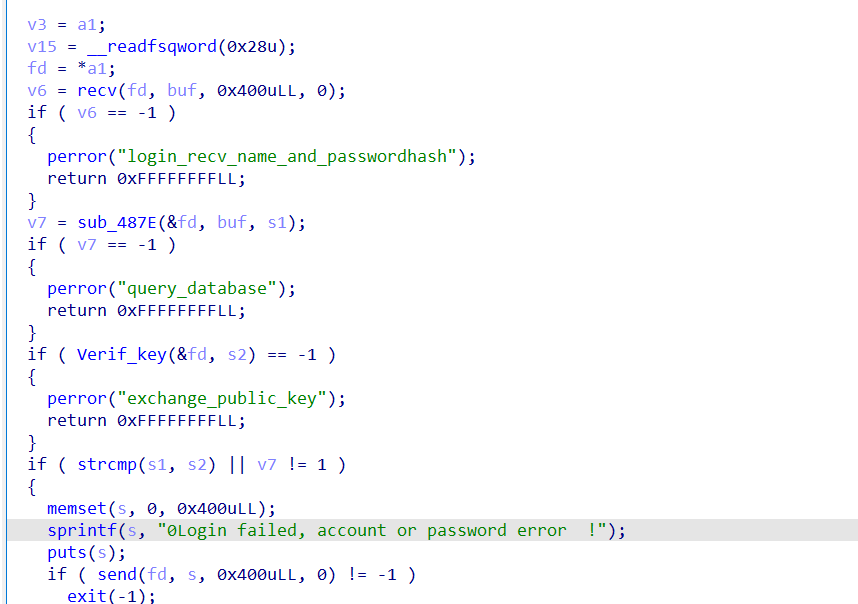 v3 = a1;
v15 = __readfsqword(0x28u);
fd = *a1;
v6 = recv(fd, buf, 0x400uLL, 0);
if ( v6 == -1 )
{
  perror("login_recv_name_and_passwordhash");
  return 0xFFFFFFFFLL;
}
v7 = sub_487E(&fd, buf, s1);
if ( v7 == -1 )
{
  perror("query_database");
  return 0xFFFFFFFFLL;
}
if ( Verif_key(&fd, s2) == -1 )
{
  perror("exchange_public_key");
  return 0xFFFFFFFFLL;
}
if ( strcmp(s1, s2) || v7 != 1 )
{
  memset(s, 0, 0x400uLL);
  sprintf(s, "0Login failed, account or password error  !");
  puts(s);
  if ( send(fd, s, 0x400uLL, 0) != -1 )
    exit(-1);